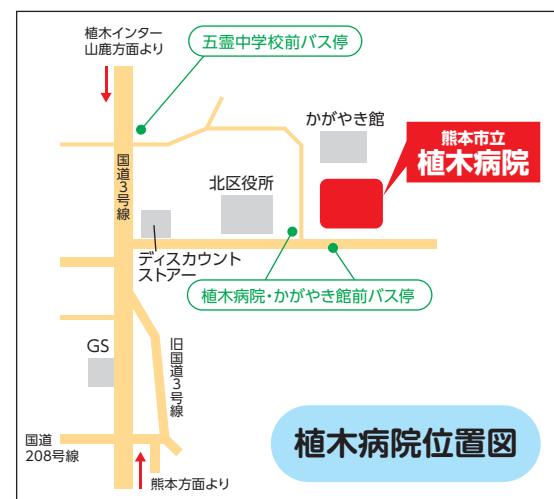 植木インター
山鹿方面より
五霊中学校前バス停
かがやき館
熊本市立
植木病院
国道3号線
北区役所
ディスカウント
ストアー
植木病院・かがやき館前バス停
GS
旧国道3号線
国道
208号線
熊本方面より
植木病院位置図